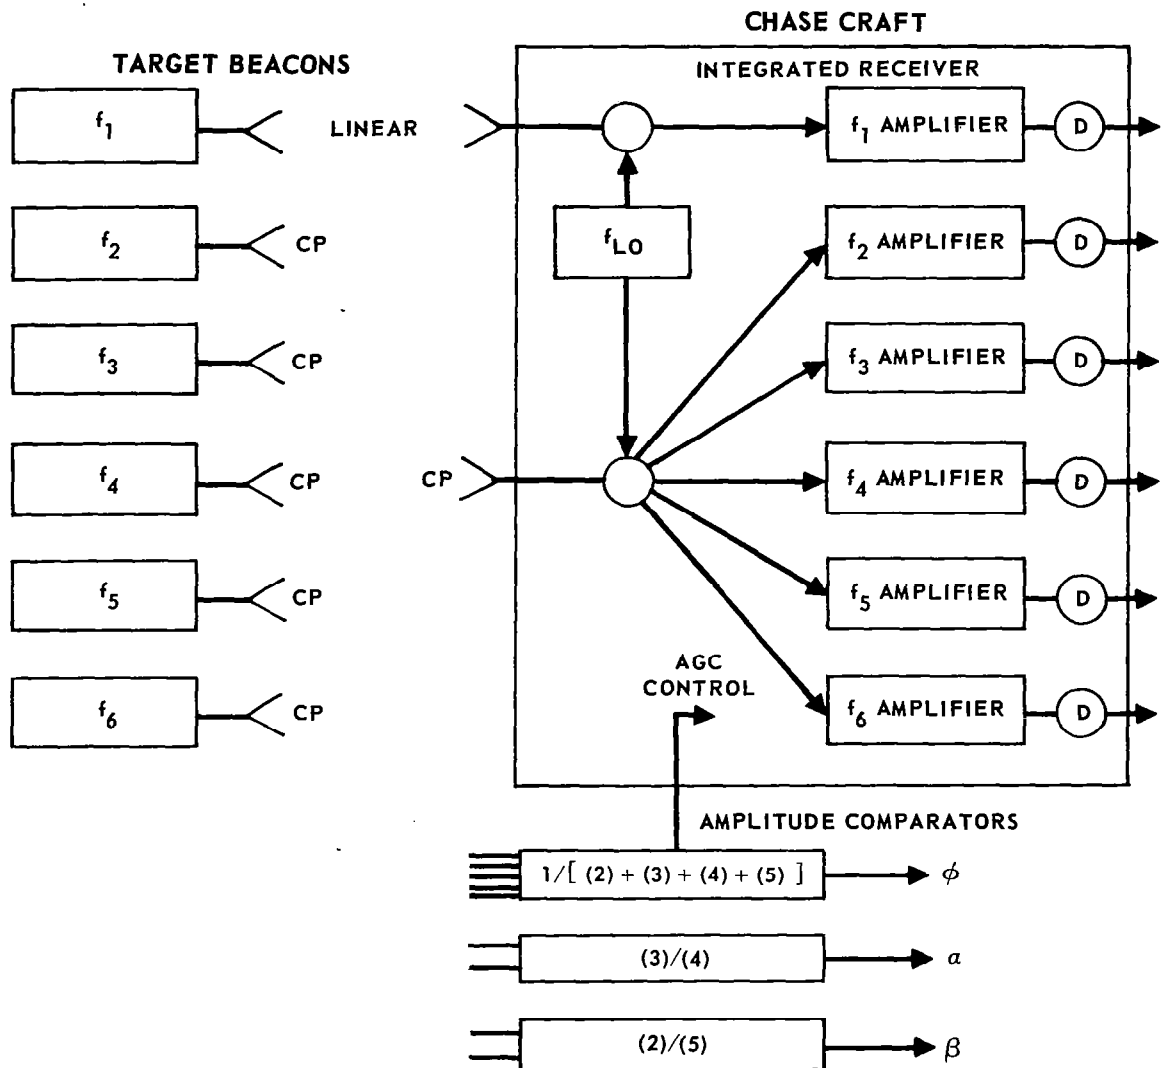 CHASE CRAFT
TARGET BEACONS
INTEGRATED RECEIVER
f1
LINEAR
f1 AMPLIFIER
D
f2
CP
fLO
f2 AMPLIFIER
D
f3
CP
f3 AMPLIFIER
D
f4
CP
CP
f4 AMPLIFIER
D
f5
CP
f5 AMPLIFIER
D
AGC
CONTROL
f6
CP
f6 AMPLIFIER
D
AMPLITUDE COMPARATORS
1/[ (2) + (3) + (4) + (5) ]
ϕ
(3)/(4)
α
(2)/(5)
β